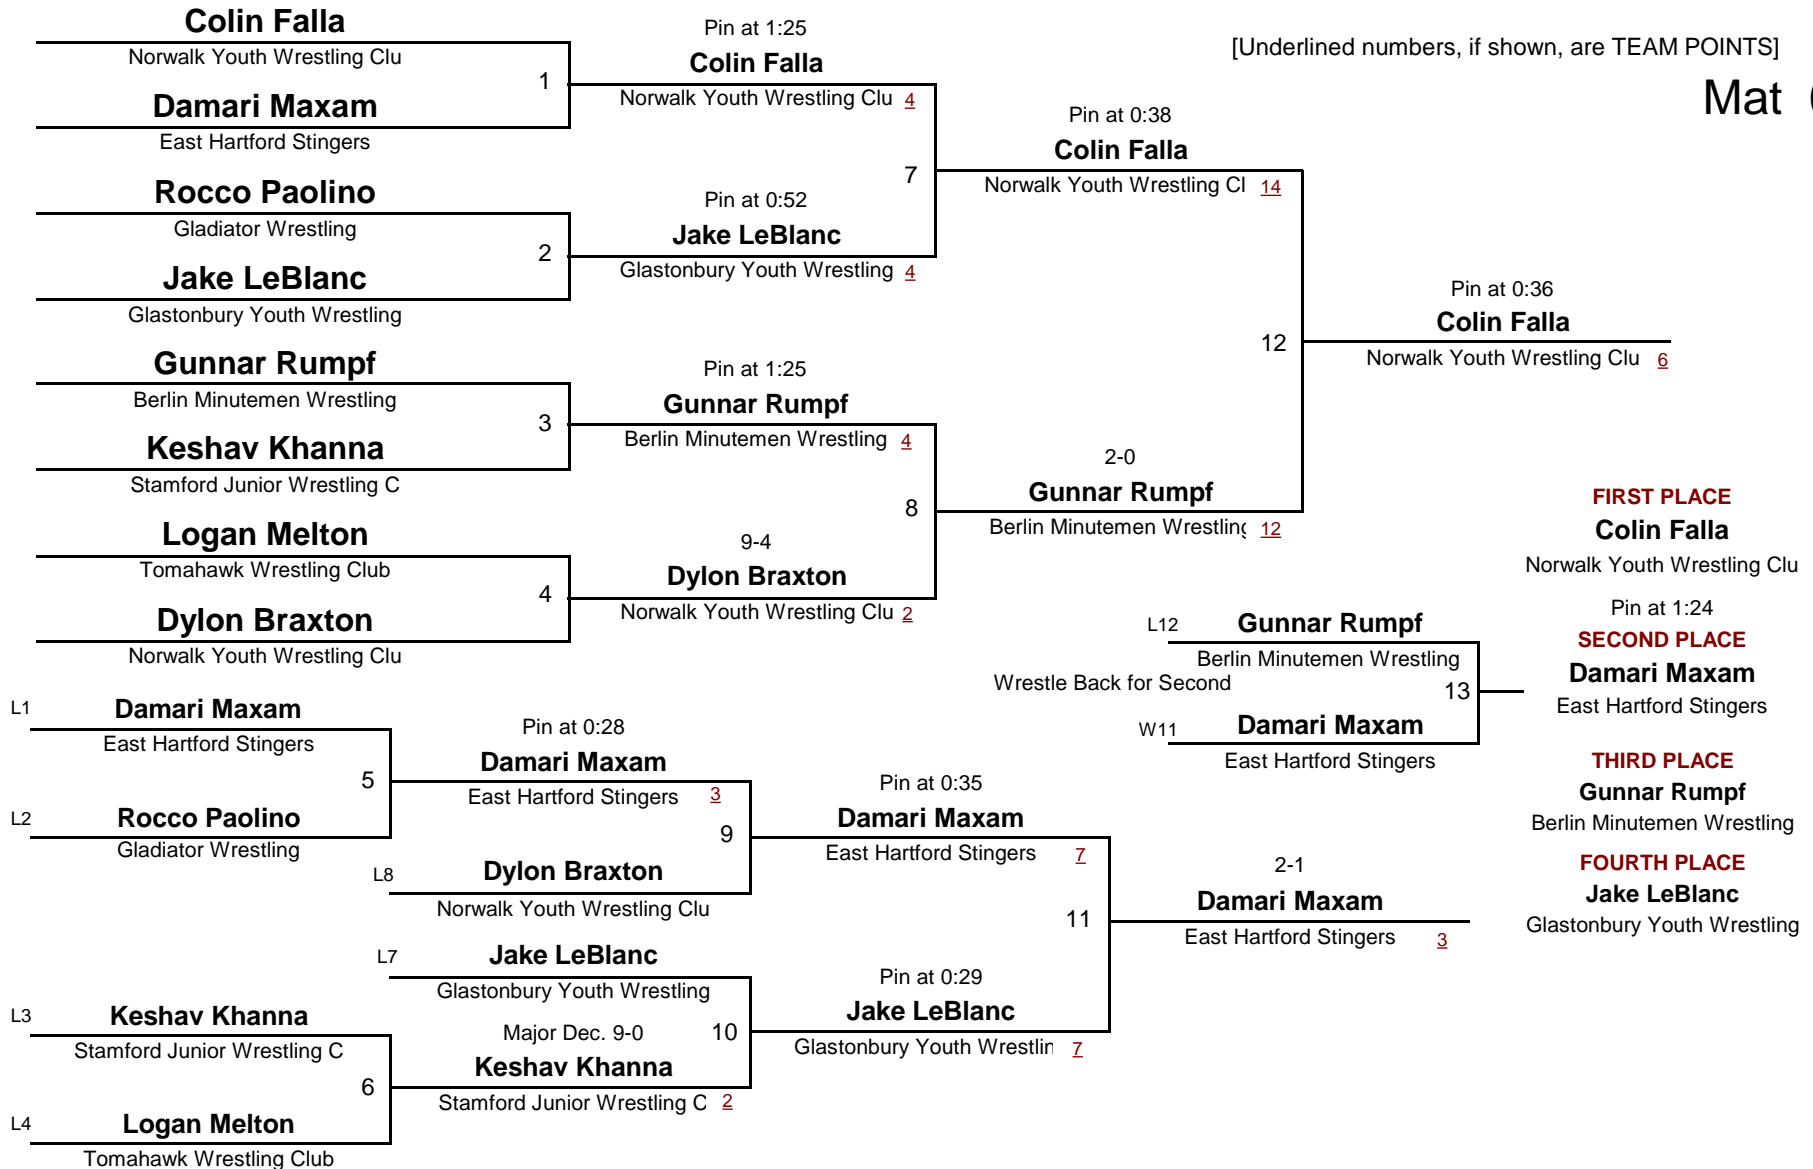 Colin Falla
Norwalk Youth Wrestling Clu
1
Damari Maxam
East Hartford Stingers
Rocco Paolino
Gladiator Wrestling
2
Jake LeBlanc
Glastonbury Youth Wrestling
Gunnar Rumpf
Berlin Minutemen Wrestling
3
Keshav Khanna
Stamford Junior Wrestling C
Logan Melton
Tomahawk Wrestling Club
4
Dylon Braxton
Norwalk Youth Wrestling Clu
Pin at 1:25
Colin Falla
Norwalk Youth Wrestling Clu 4
7
Pin at 0:52
Jake LeBlanc
Glastonbury Youth Wrestling 4
Pin at 1:25
Gunnar Rumpf
Berlin Minutemen Wrestling 4
8
9-4
Dylon Braxton
Norwalk Youth Wrestling Clu 2
[Underlined numbers, if shown, are TEAM POINTS]
Mat
Pin at 0:38
Colin Falla
Norwalk Youth Wrestling Cl 14
12
2-0
Gunnar Rumpf
Berlin Minutemen Wrestling 12
Pin at 0:36
Colin Falla
Norwalk Youth Wrestling Clu 6
L1 Damari Maxam
East Hartford Stingers
5
L2 Rocco Paolino
Gladiator Wrestling
Pin at 0:28
Damari Maxam
East Hartford Stingers 3
9
L8 Dylon Braxton
Norwalk Youth Wrestling Clu
L7 Jake LeBlanc
Glastonbury Youth Wrestling
10
Major Dec. 9-0
Keshav Khanna
Stamford Junior Wrestling C 2
L3 Keshav Khanna
Stamford Junior Wrestling C
6
L4 Logan Melton
Tomahawk Wrestling Club
Pin at 0:35
Damari Maxam
East Hartford Stingers 7
11
Pin at 0:29
Jake LeBlanc
Glastonbury Youth Wrestlin 7
2-1
Damari Maxam
East Hartford Stingers 3
L12 Gunnar Rumpf
Berlin Minutemen Wrestling
Wrestle Back for Second
13
W11 Damari Maxam
East Hartford Stingers
FIRST PLACE
Colin Falla
Norwalk Youth Wrestling Clu
Pin at 1:24
SECOND PLACE
Damari Maxam
East Hartford Stingers
THIRD PLACE
Gunnar Rumpf
Berlin Minutemen Wrestling
FOURTH PLACE
Jake LeBlanc
Glastonbury Youth Wrestling